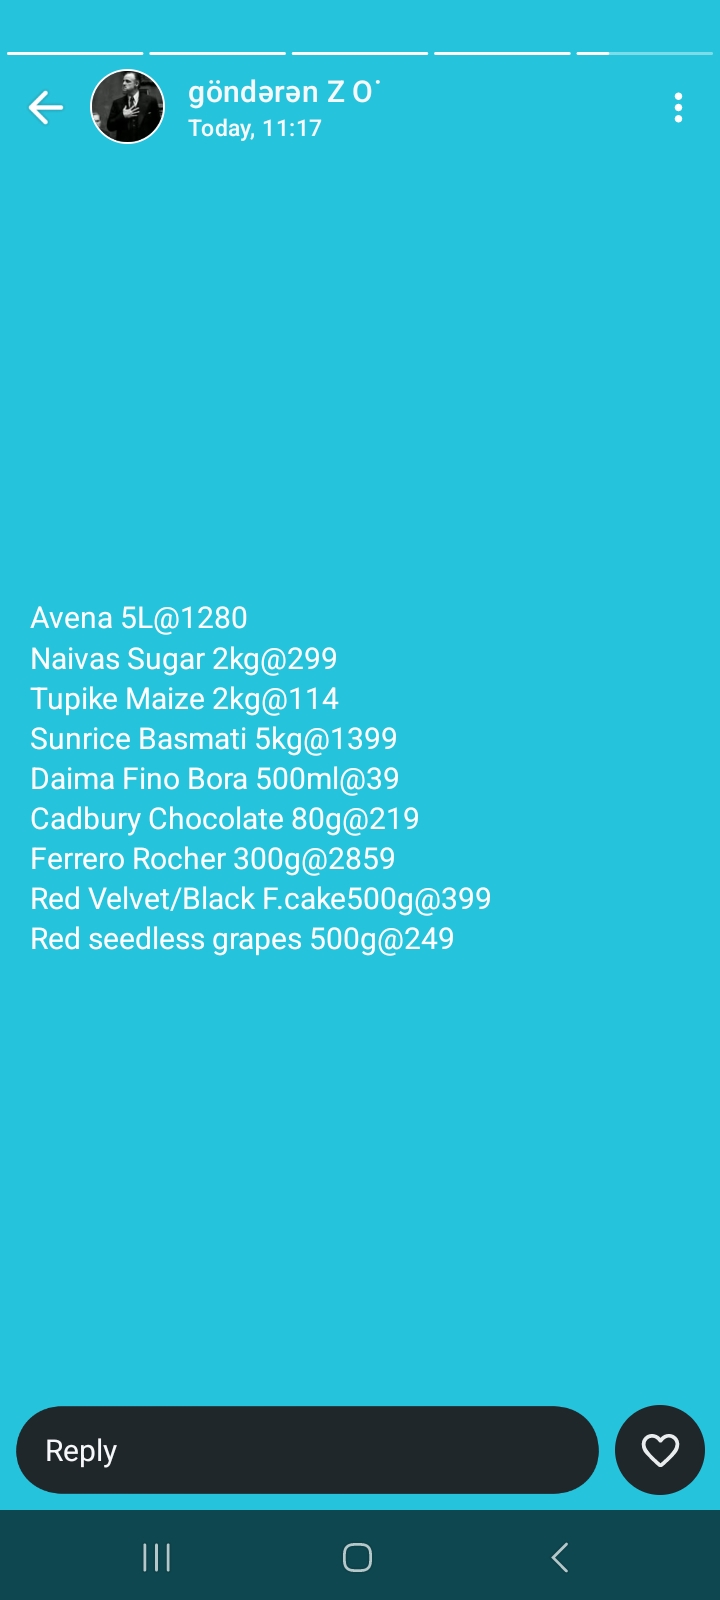 göndərən Z O˙
Today, 11:17
Avena 5L@1280
Naivas Sugar 2kg@299
Tupike Maize 2kg@114
Sunrice Basmati 5kg@1399
Daima Fino Bora 500ml@39
Cadbury Chocolate 80g@219
Ferrero Rocher 300g@2859
Red Velvet/Black F.cake500g@399
Red seedless grapes 500g@249
Reply